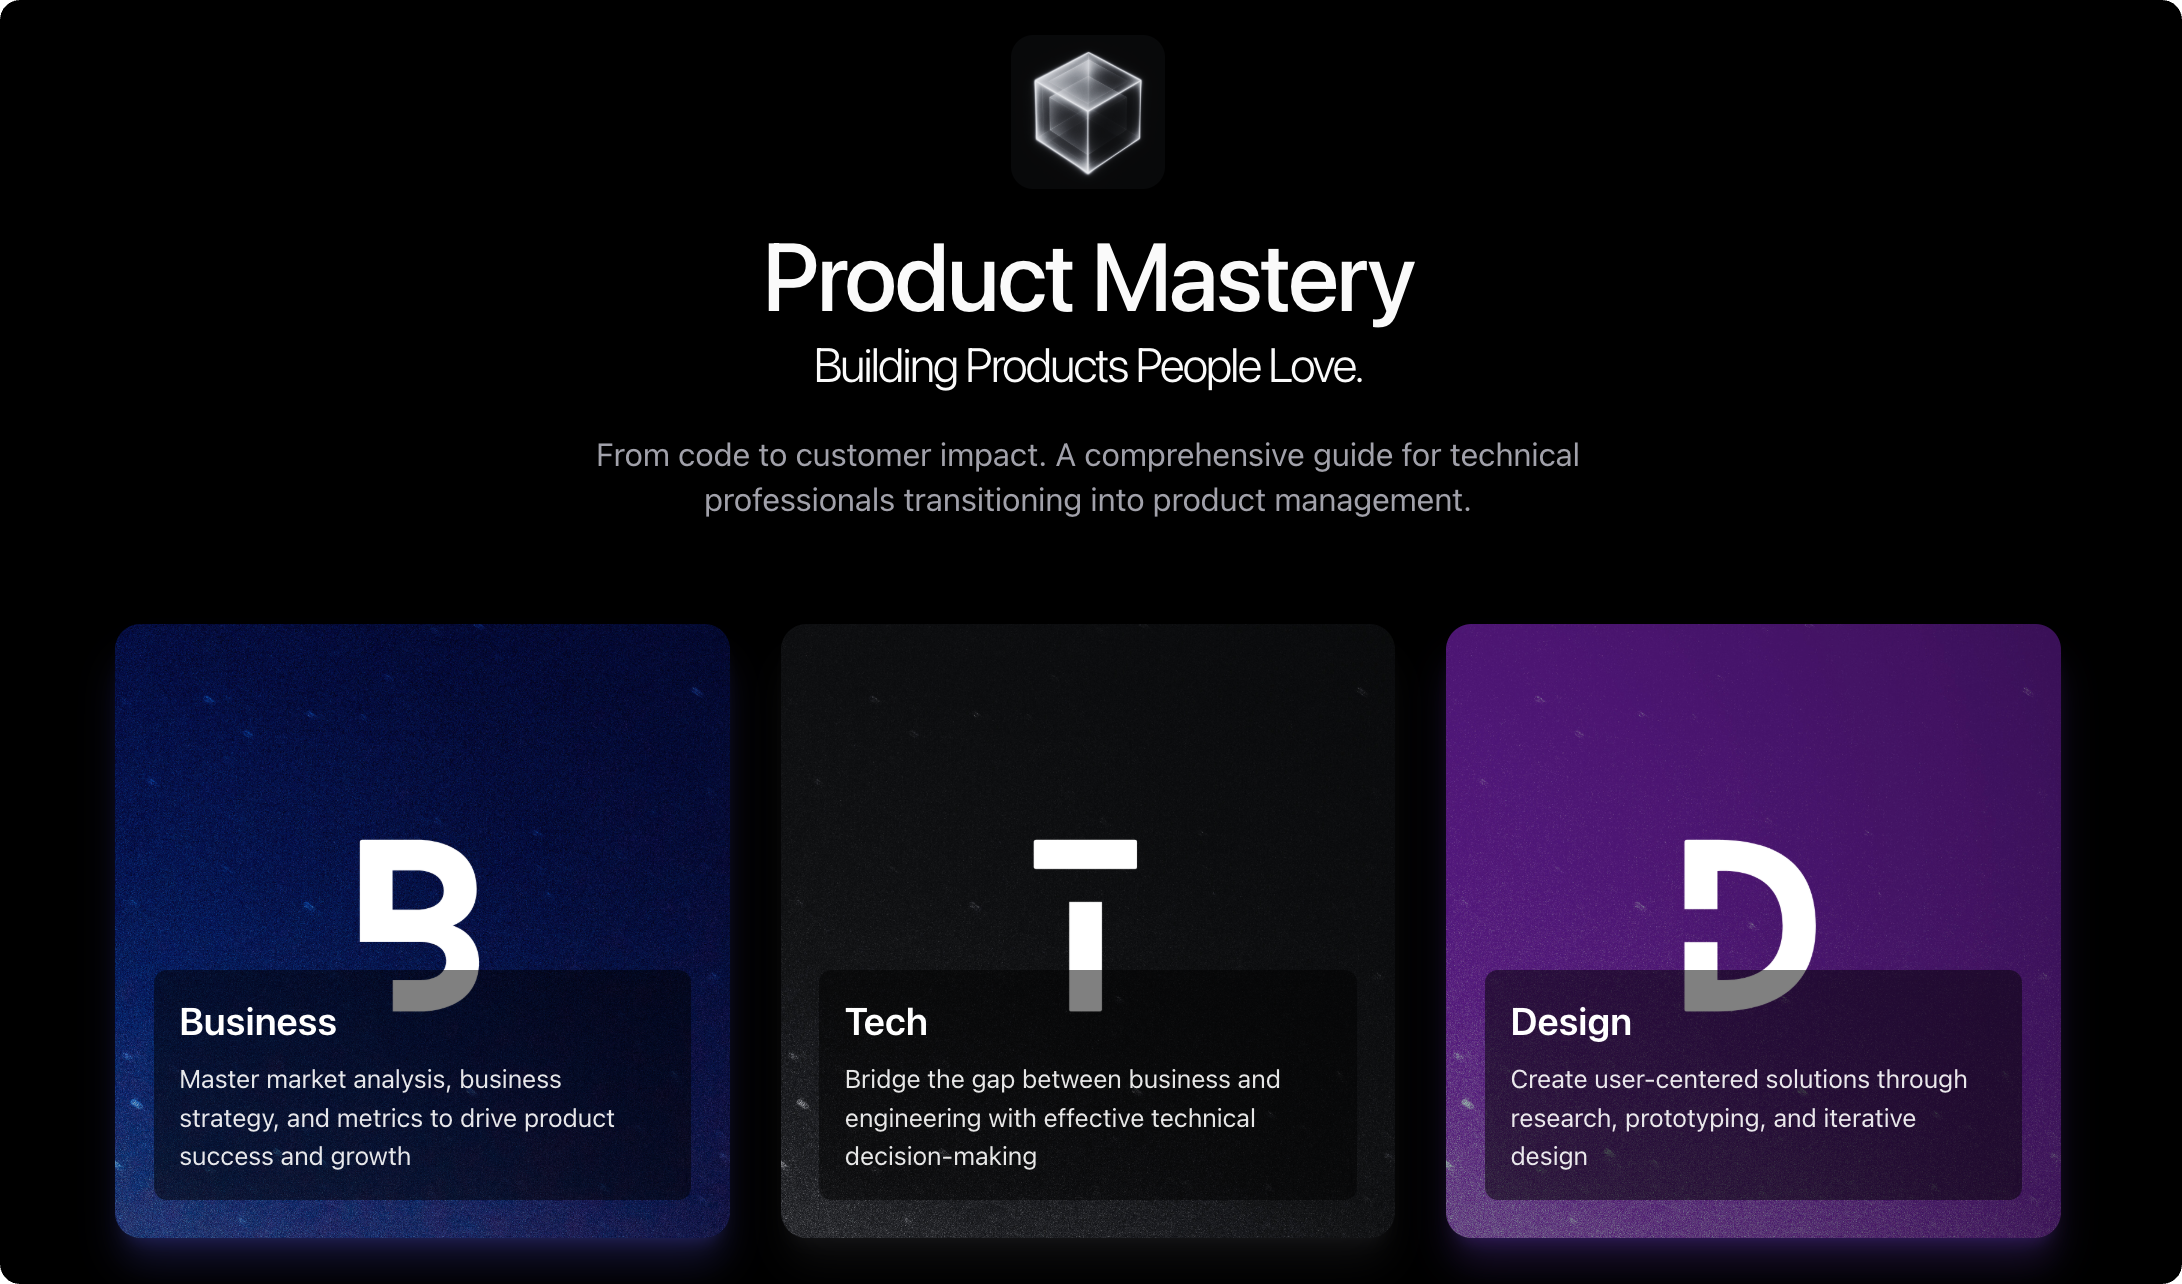 Product Mastery
Building Products People Love.
From code to customer impact. A comprehensive guide for technical
professionals transitioning into product management.
B
Business
Master market analysis, business
strategy, and metrics to drive product
success and growth
T
Tech
Bridge the gap between business and
engineering with effective technical
decision-making
D
Design
Create user-centered solutions through
research, prototyping, and iterative
design